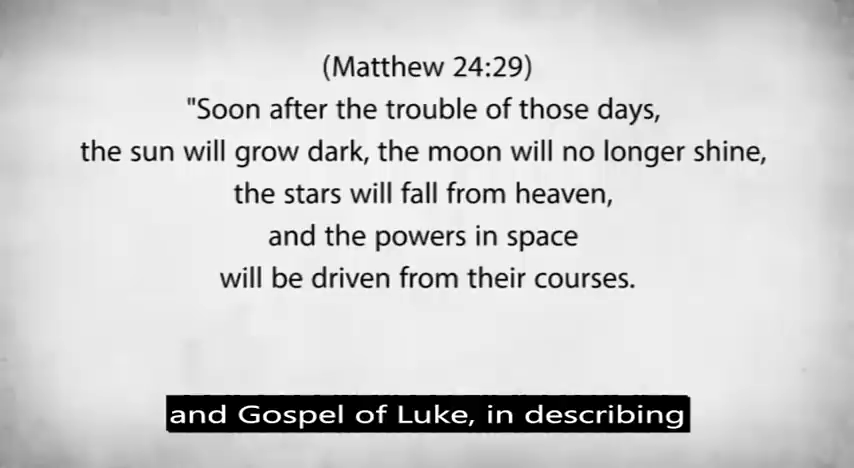 (Matthew 24:29)
"Soon after the trouble of those days,
the sun will grow dark, the moon will no longer shine,
the stars will fall from heaven,
and the powers in space
will be driven from their courses.
and Gospel of Luke, in describing